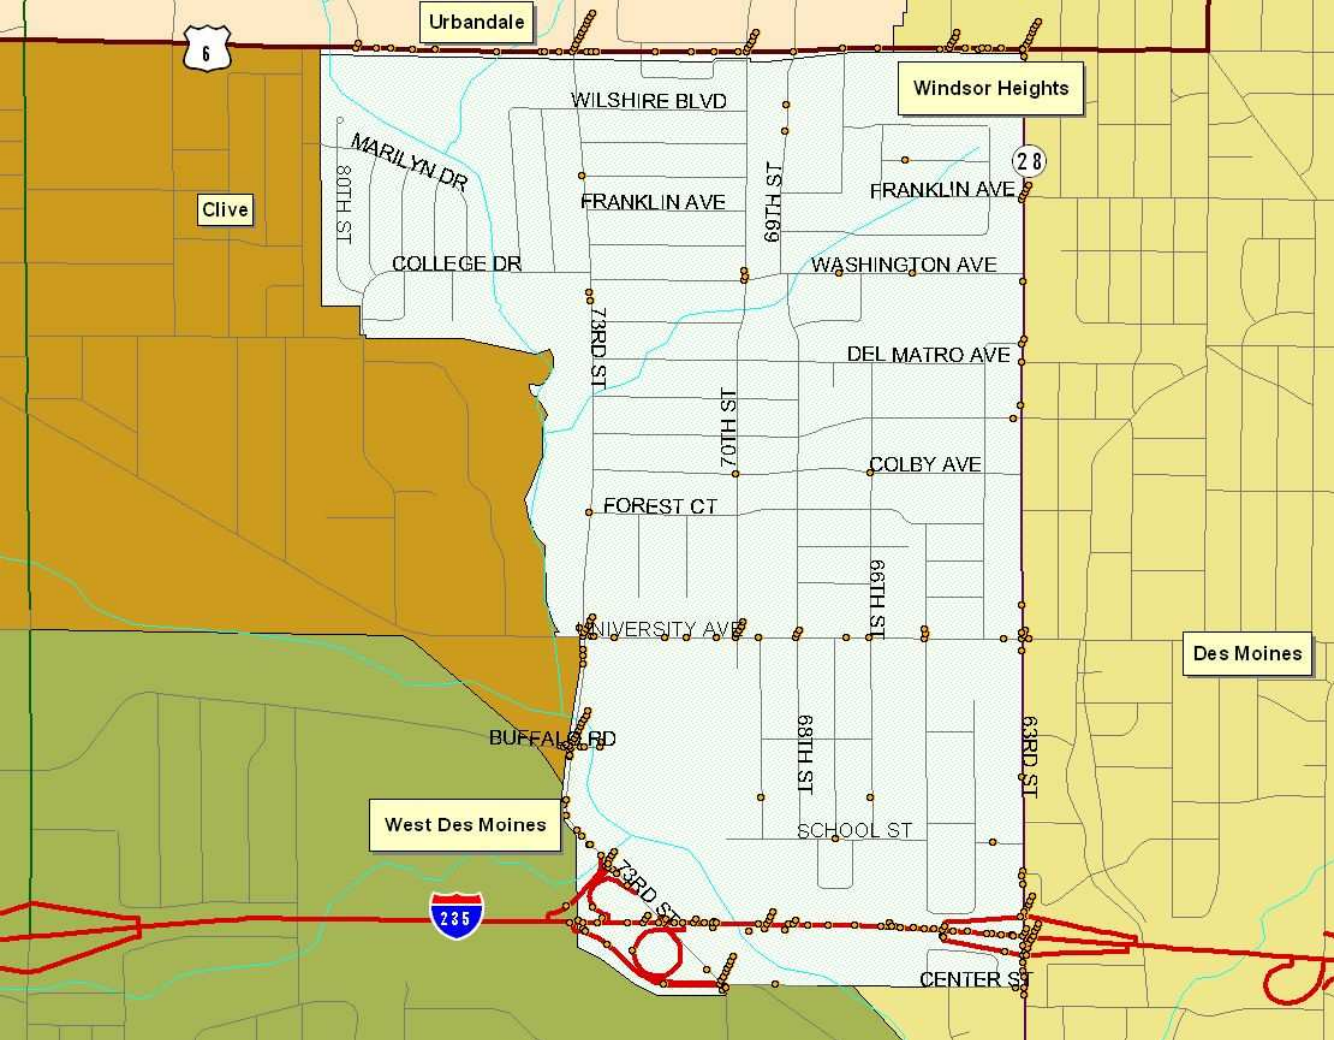 Urbandale
6
Windsor Heights
WILSHIRE BLVD
MARILYN DR
28
80TH ST
69TH ST
FRANKLIN AVE
FRANKLIN AVE
Clive
COLLEGE DR
WASHINGTON AVE
73RD ST
DEL MATRO AVE
70TH ST
COLBY AVE
FOREST CT
66TH ST
UNIVERSITY AVE
Des Moines
BUFFALO RD
68TH ST
63RD ST
West Des Moines
SCHOOL ST
73RD ST
235
CENTER ST